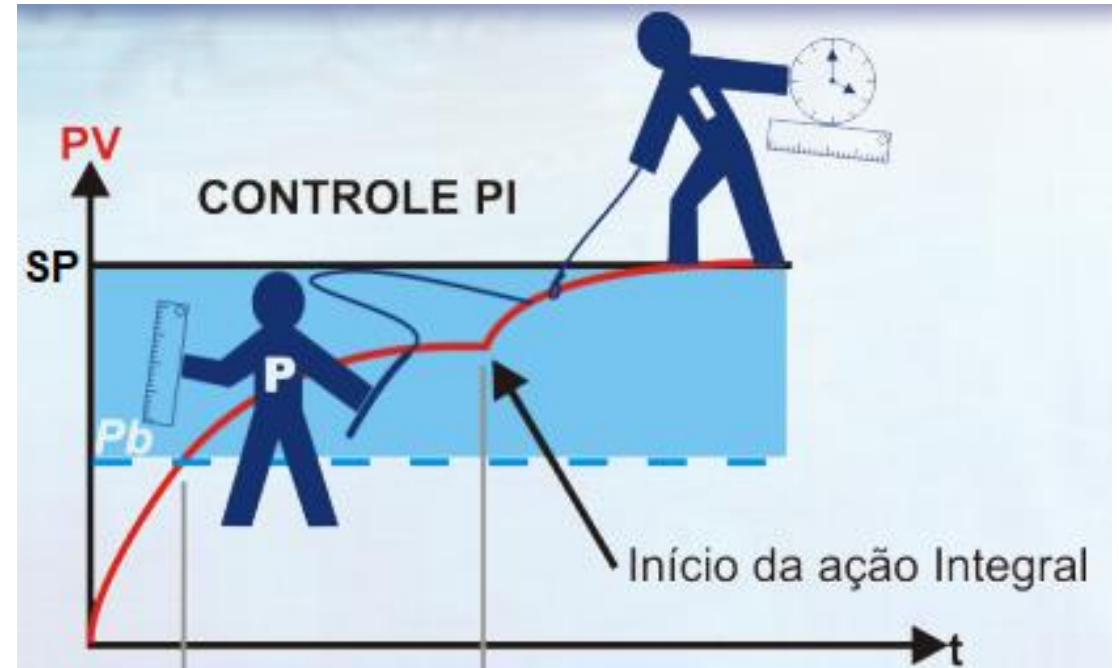 PV
CONTROLE PI
SP
P
Pb
Início da ação Integral
t